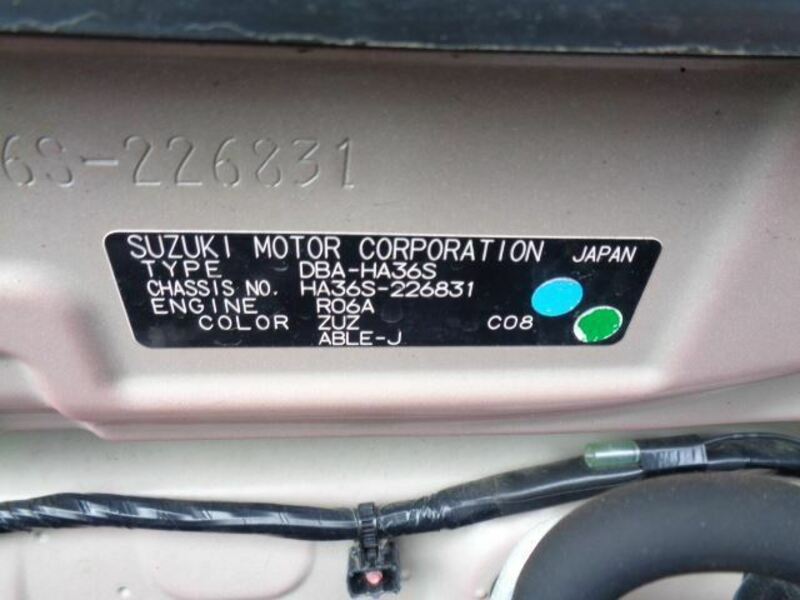 6S-226831
SUZUKI MOTOR CORPORATION JAPAN
TYPE DBA-HA36S
CHASSIS NO. HA36S-226831
ENGINE R06A
COLOR ZUZ C08
ABLE-J